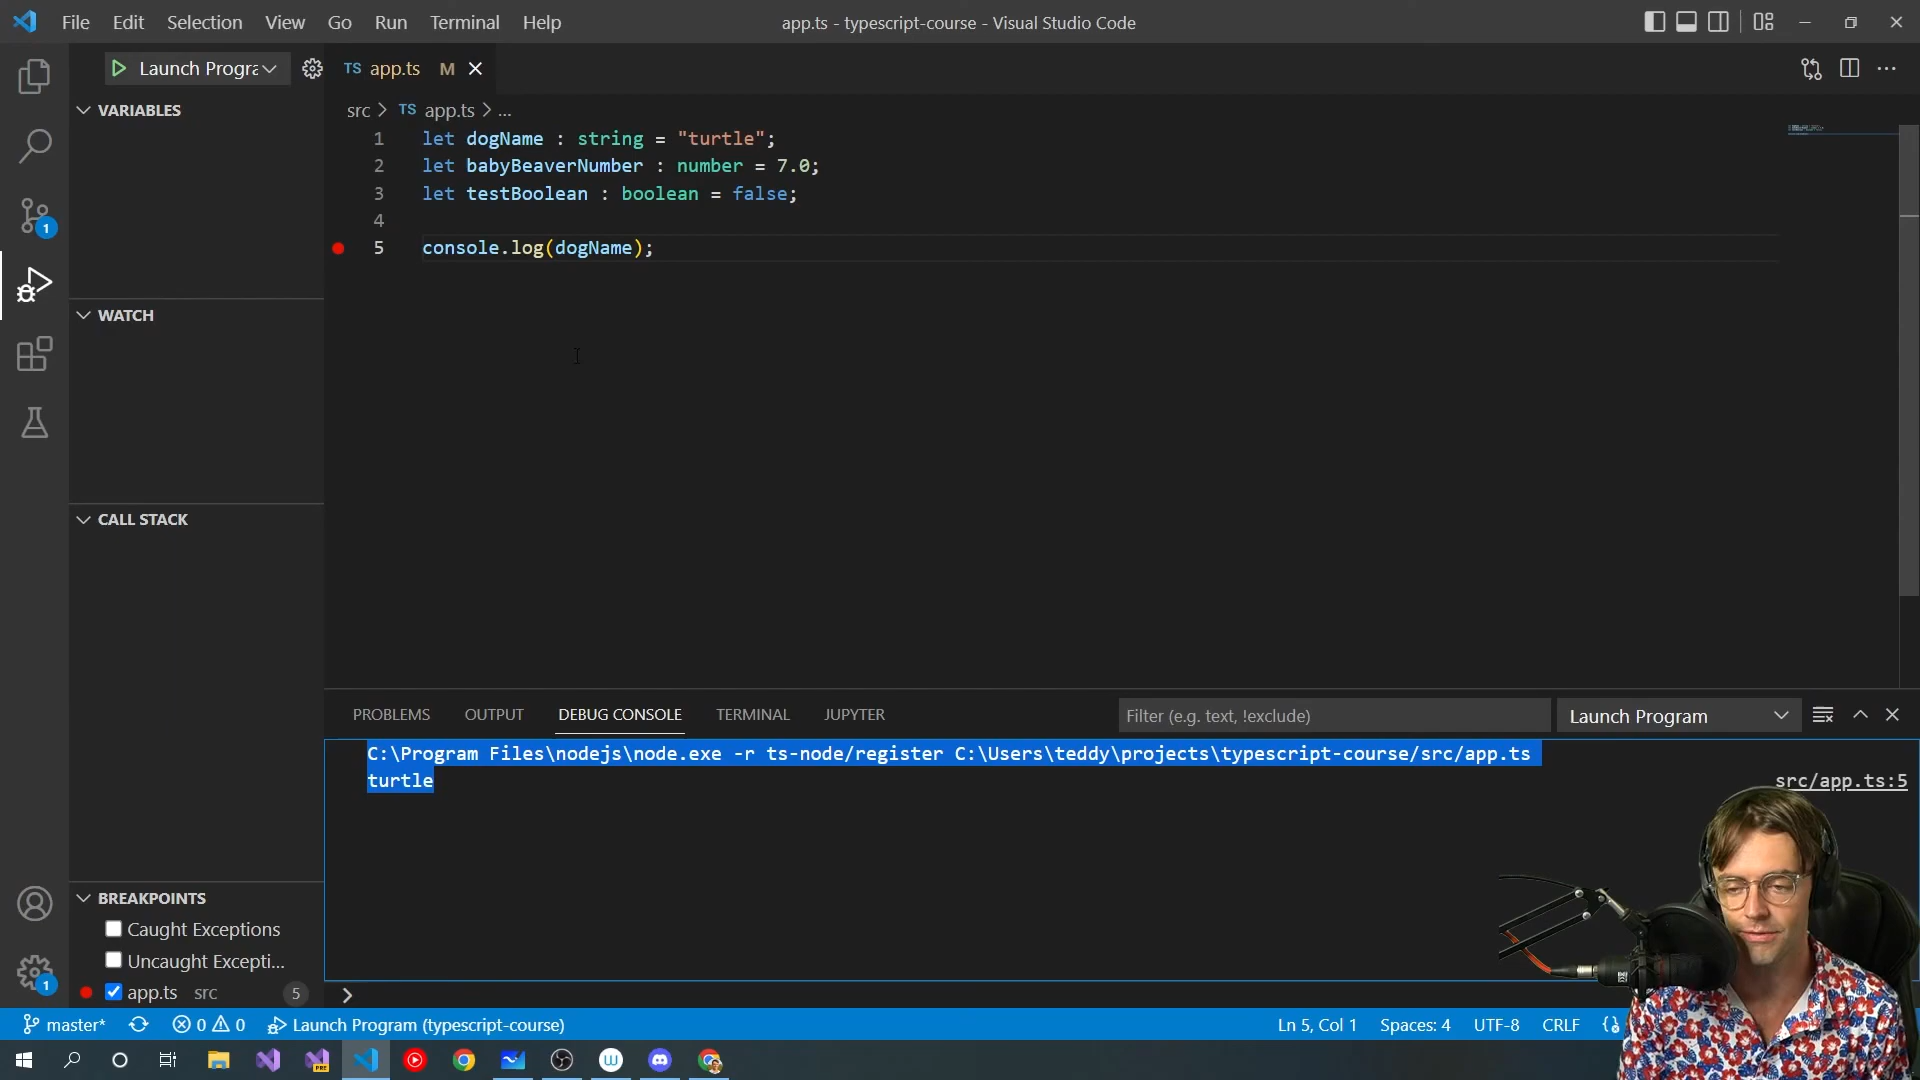 File Edit Selection View Go Run Terminal Help
app.ts - typescript-course - Visual Studio Code
Launch Progra
TS app.ts M
VARIABLES
src > TS app.ts > ...
1 let dogName : string = "turtle";
2 let babyBeaverNumber : number = 7.0;
3 let testBoolean : boolean = false;
4
5 console.log(dogName);
1
WATCH
CALL STACK
BREAKPOINTS
Caught Exceptions
Uncaught Excepti...
app.ts src 5
1
PROBLEMS OUTPUT DEBUG CONSOLE TERMINAL JUPYTER
Filter (e.g. text, !exclude)
Launch Program
C:\Program Files\nodejs\node.exe -r ts-node/register C:\Users\teddy\projects\typescript-course/src/app.ts
turtle
src/app.ts:5
master* 0 0 Launch Program (typescript-course) Ln 5, Col 1 Spaces: 4 UTF-8 CRLF
PRE